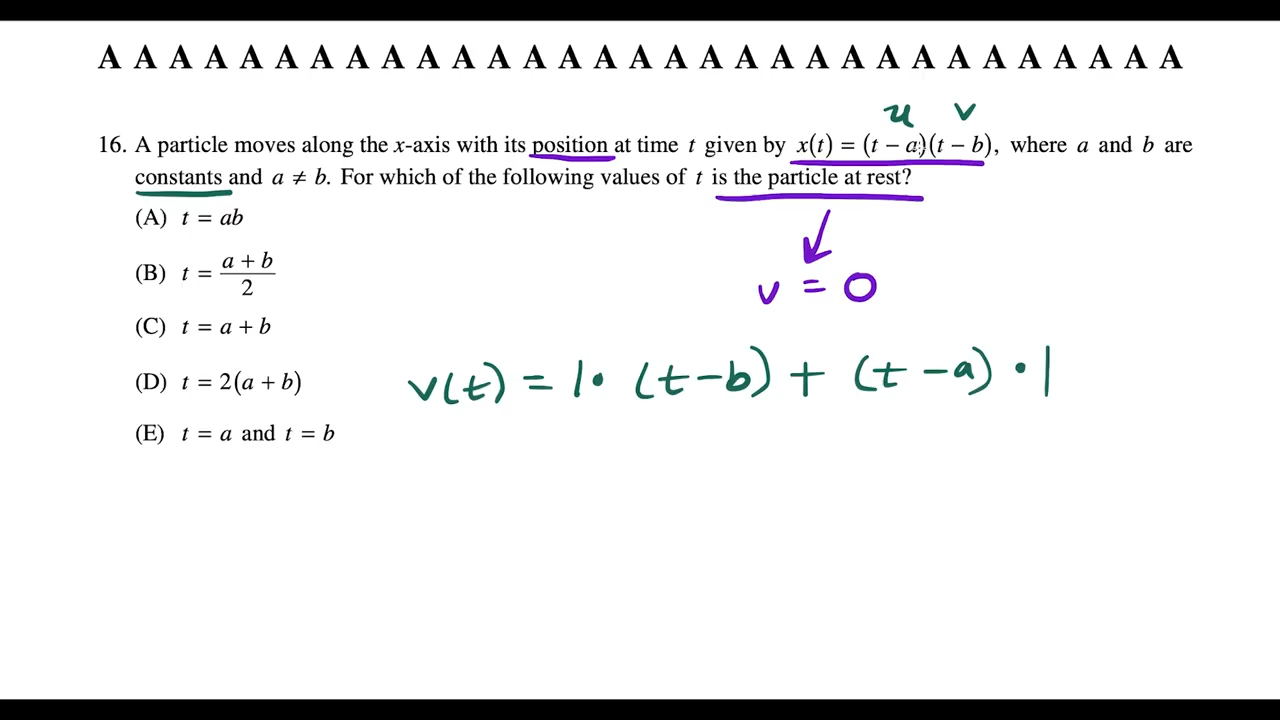 A A A A A A A A A A A A A A A A A A A A A A A A A A A A A A A
u v
16. A particle moves along the x-axis with its position at time t given by x(t) = (t − a)(t − b), where a and b are
constants and a ≠ b. For which of the following values of t is the particle at rest?
(A) t = ab
(B) t = \frac{a + b}{2}
v = 0
(C) t = a + b
(D) t = 2(a + b)
v(t) = 1 • (t − b) + (t − a) • 1
(E) t = a and t = b